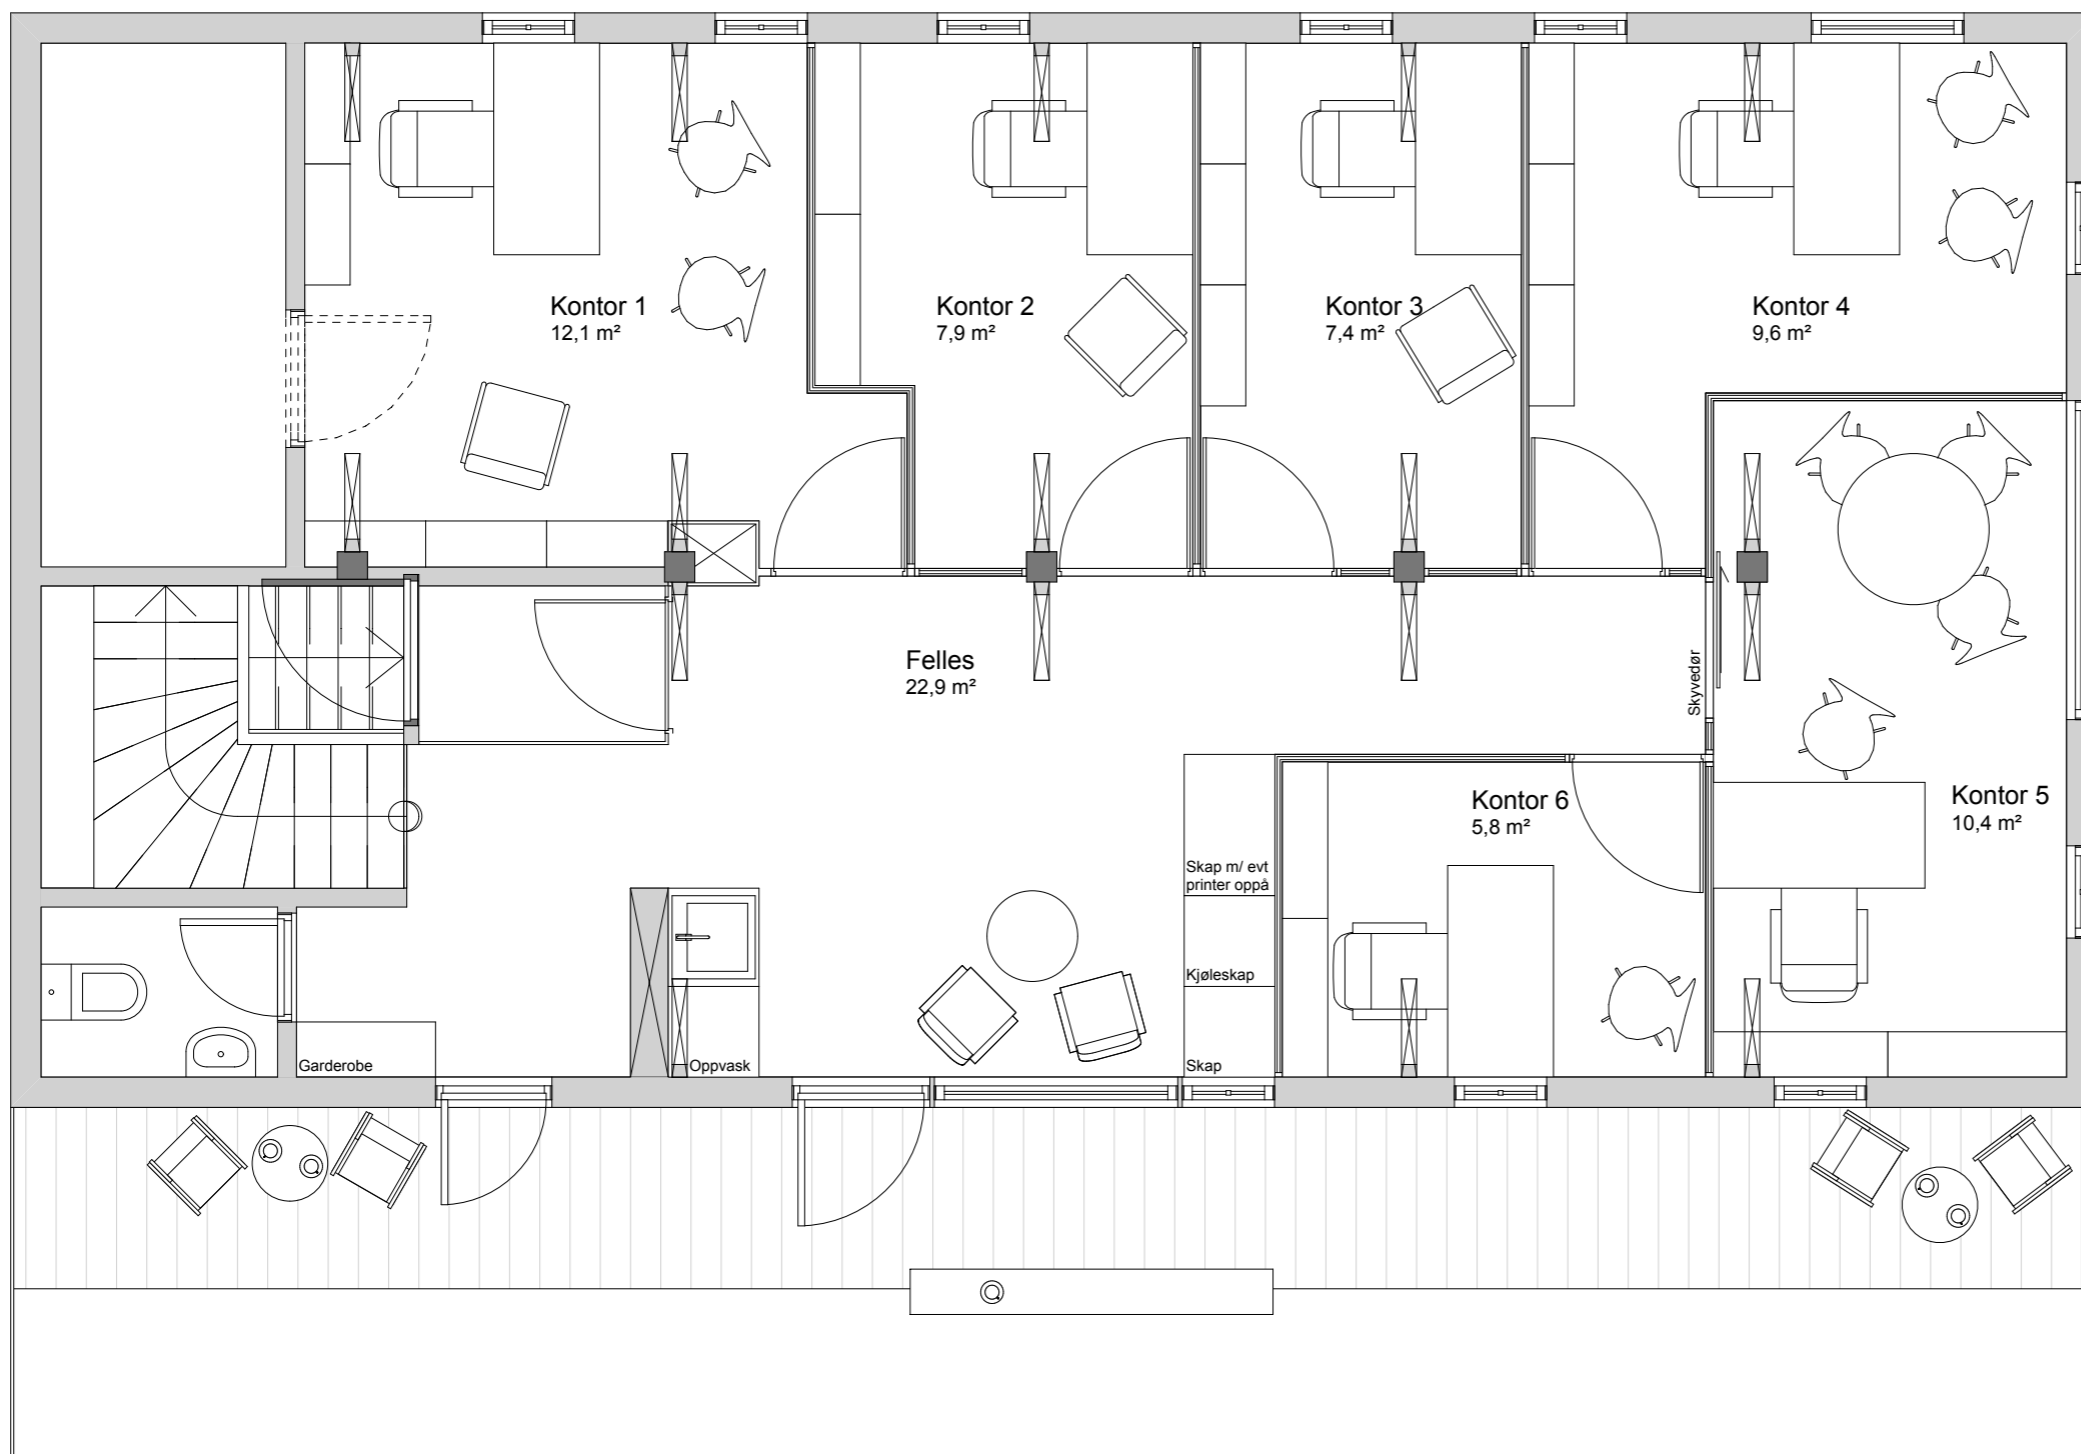 Kontor 1
12,1 m²
Kontor 2
7,9 m²
Kontor 3
7,4 m²
Kontor 4
9,6 m²
Felles
22,9 m²
Skyvedør
Kontor 6
5,8 m²
Kontor 5
10,4 m²
Skap m/ evt
printer oppå
Kjøleskap
Skap
Oppvask
Garderobe